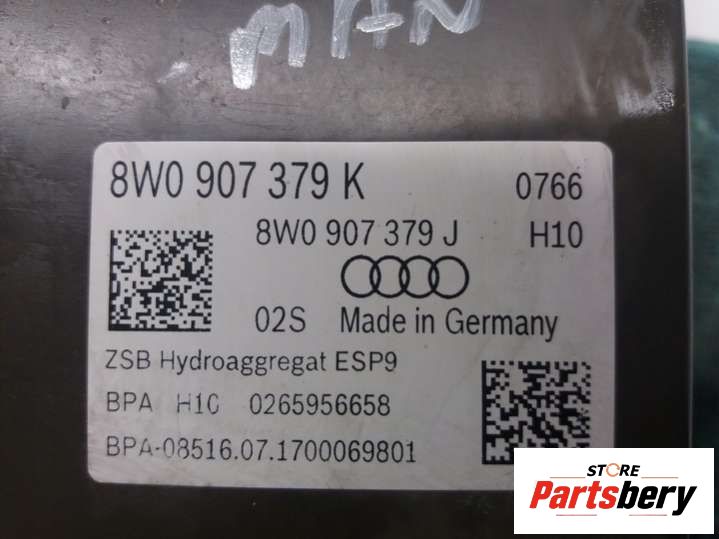 MAN
8W0 907 379 K 0766
8W0 907 379 J H10
02S Made in Germany
ZSB Hydroaggregat ESP9
BPA H10 0265956658
BPA-08516.07.1700069801
STORE
Partsbery